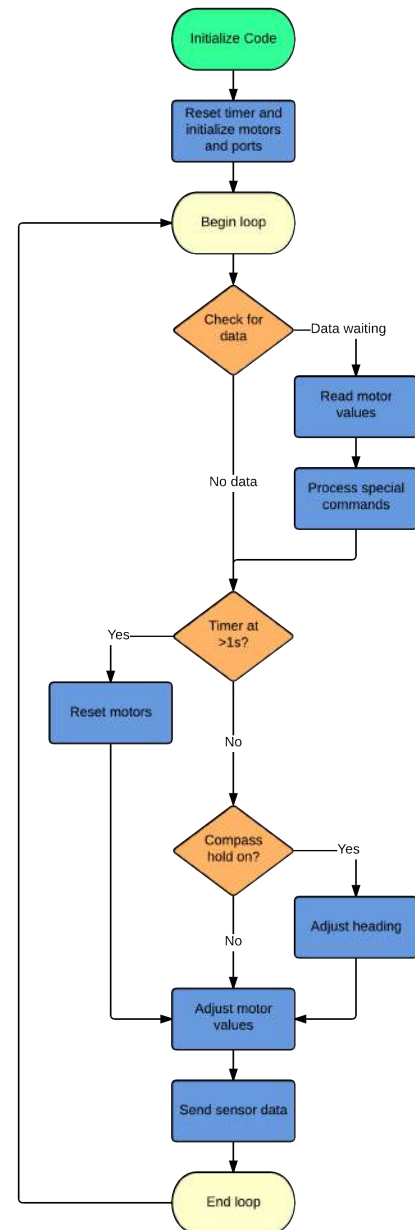 Initialize Code
Reset timer and
initialize motors
and ports
Begin loop
Check for
data
Data waiting
Read motor
values
Process special
commands
No data
Timer at
>1s?
Yes
Reset motors
No
Compass
hold on?
Yes
Adjust heading
No
Adjust motor
values
Send sensor data
End loop